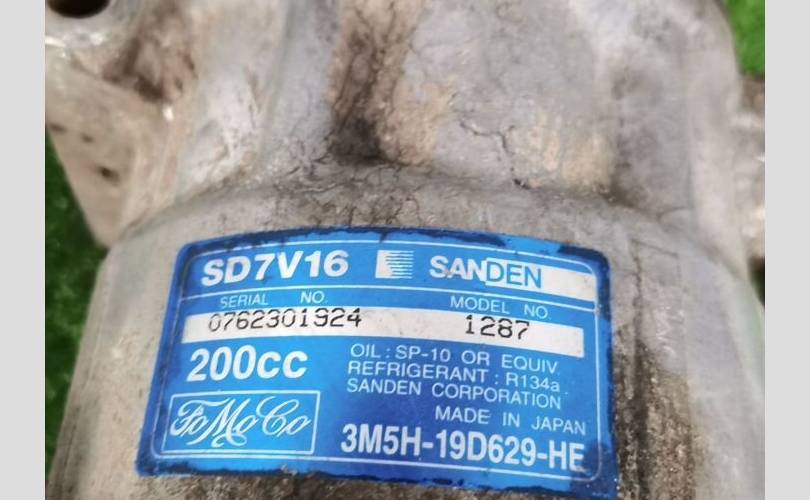 SD7V16 SANDEN
SERIAL NO. MODEL NO.
0762301924 1287
200cc
OIL : SP-10 OR EQUIV.
REFRIGERANT : R134a
SANDEN CORPORATION
MADE IN JAPAN
FoMoCo
3M5H-19D629-HE